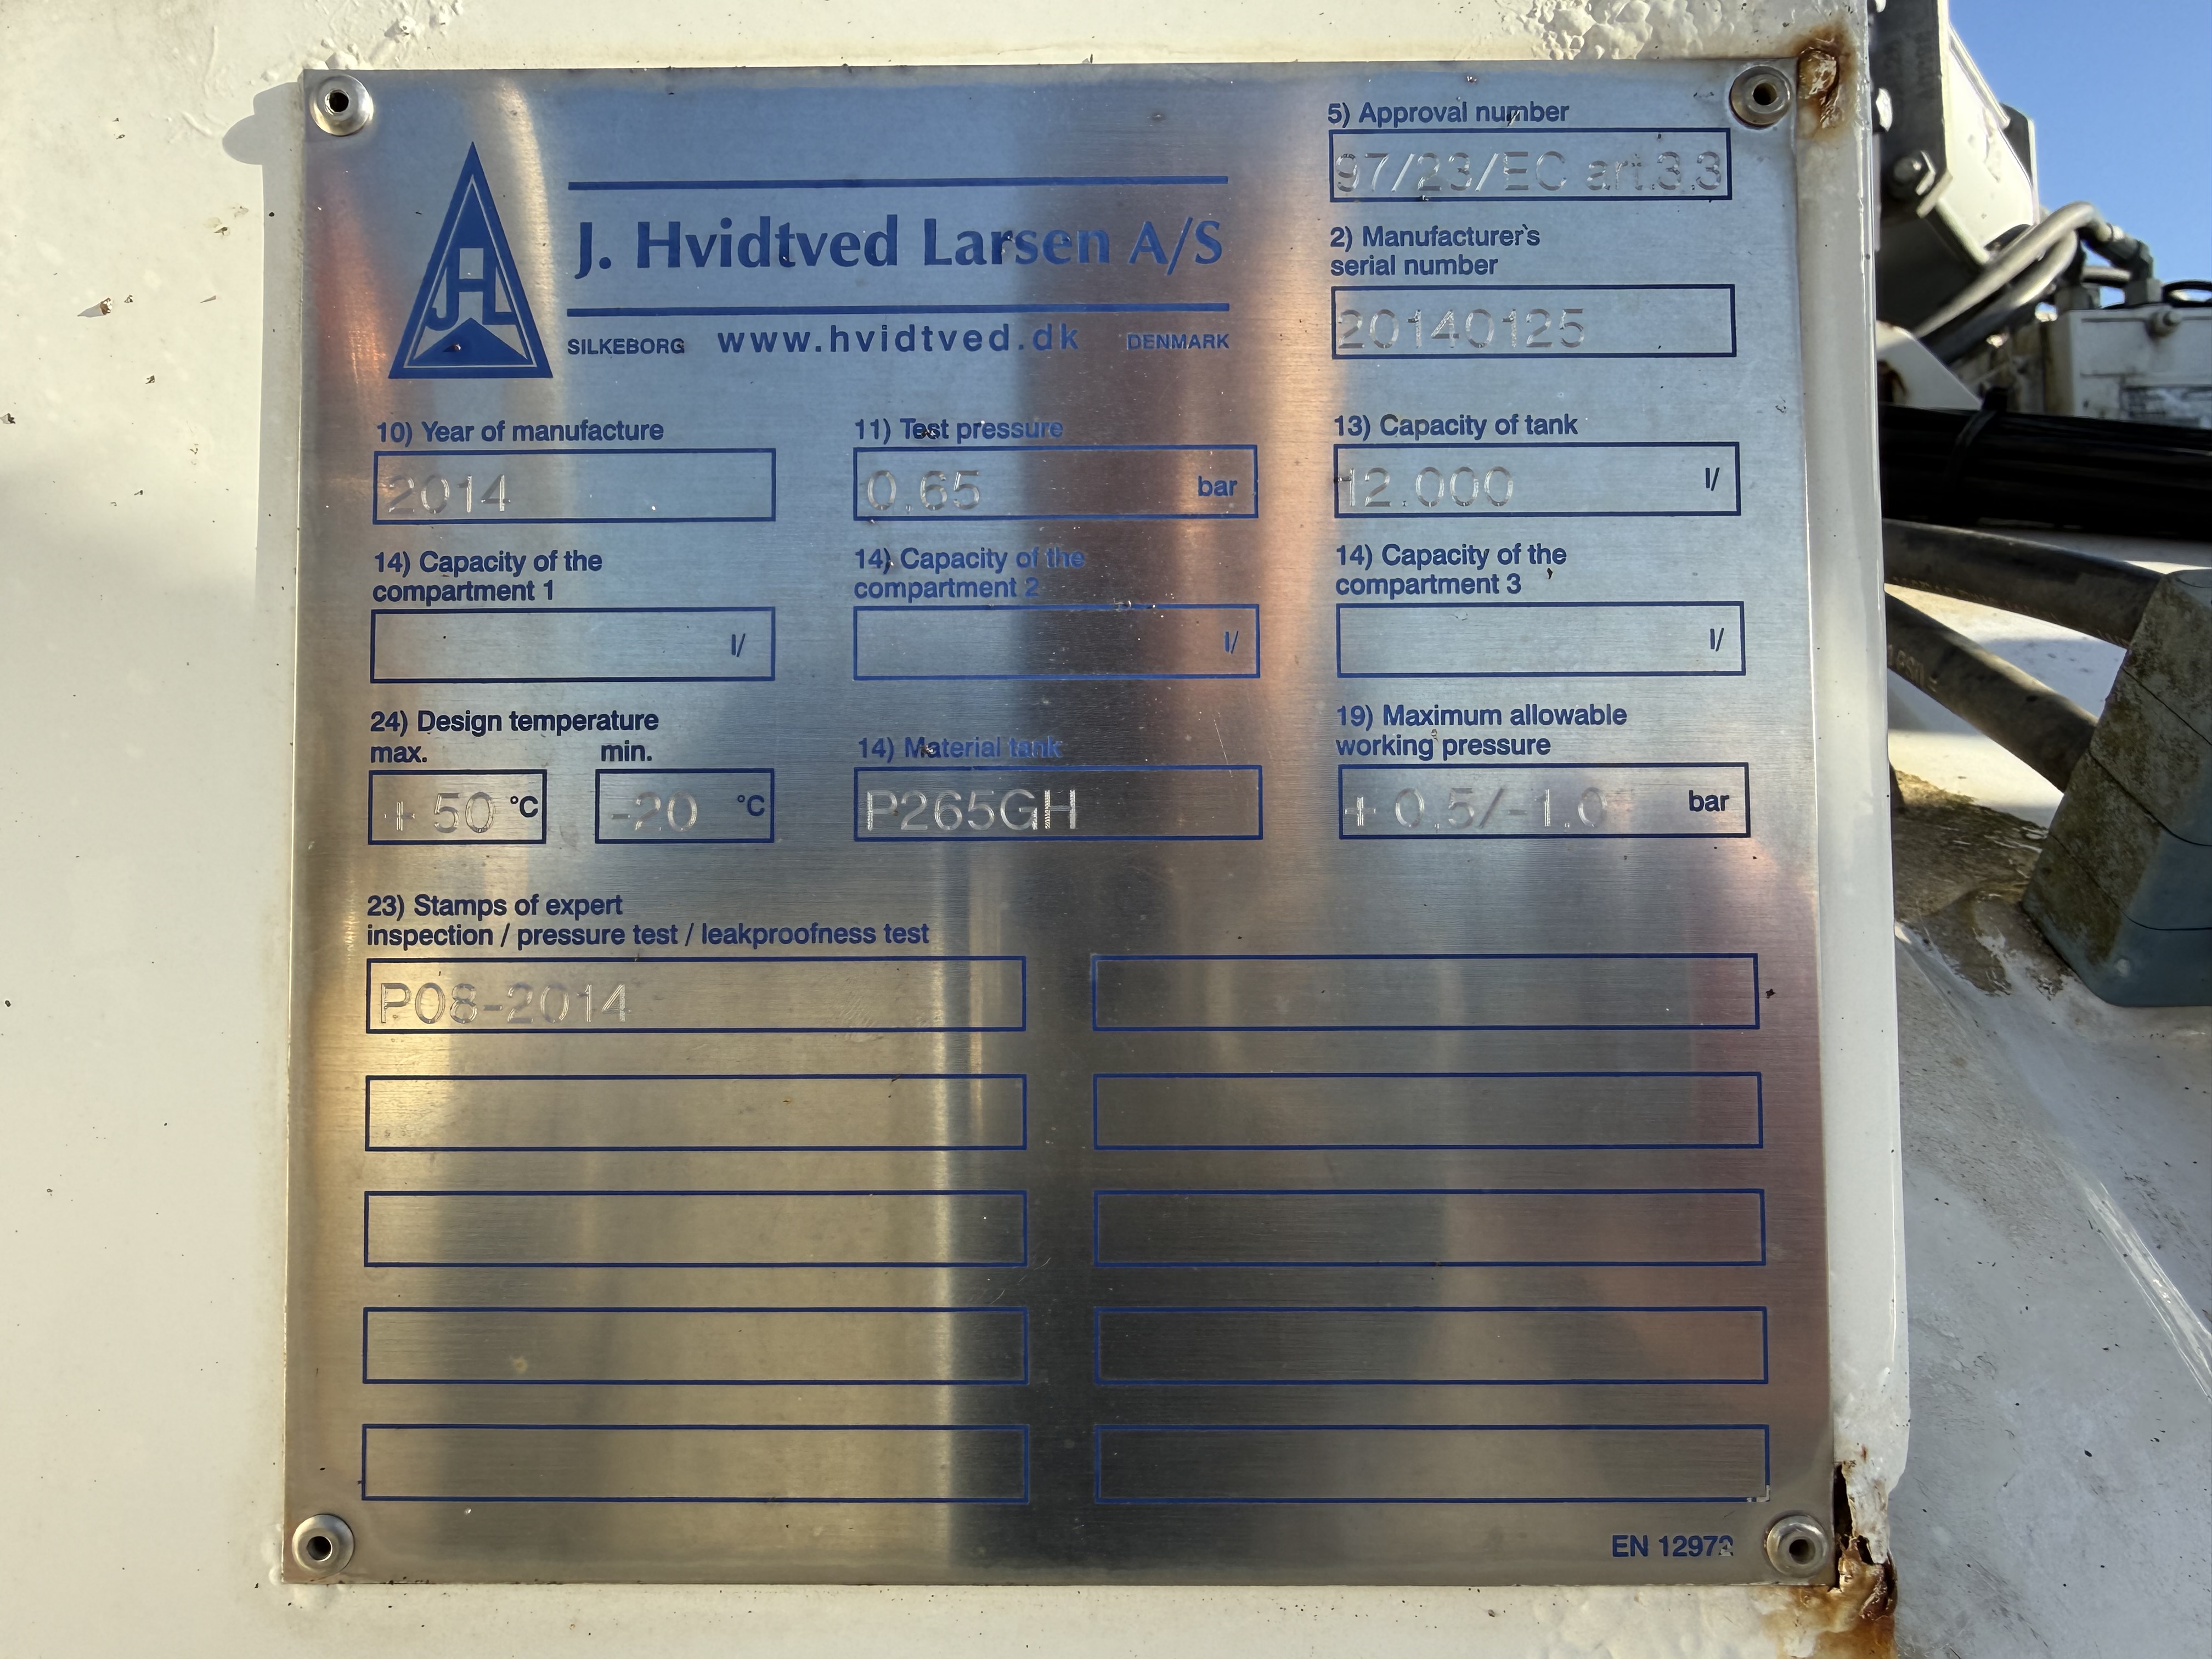 JHL
J. Hvidtved Larsen A/S
SILKEBORG www.hvidtved.dk DENMARK
5) Approval number
97/23/EC art.3.3
2) Manufacturer's
serial number
20140125
10) Year of manufacture
2014
11) Test pressure
0.65 bar
13) Capacity of tank
12.000 l/
14) Capacity of the
compartment 1
l/
14) Capacity of the
compartment 2
l/
14) Capacity of the
compartment 3
l/
24) Design temperature
max. min.
+ 50 °C -20 °C
14) Material tank
P265GH
19) Maximum allowable
working pressure
+ 0.5/-1.0 bar
23) Stamps of expert
inspection / pressure test / leakproofness test
P08-2014
EN 12972